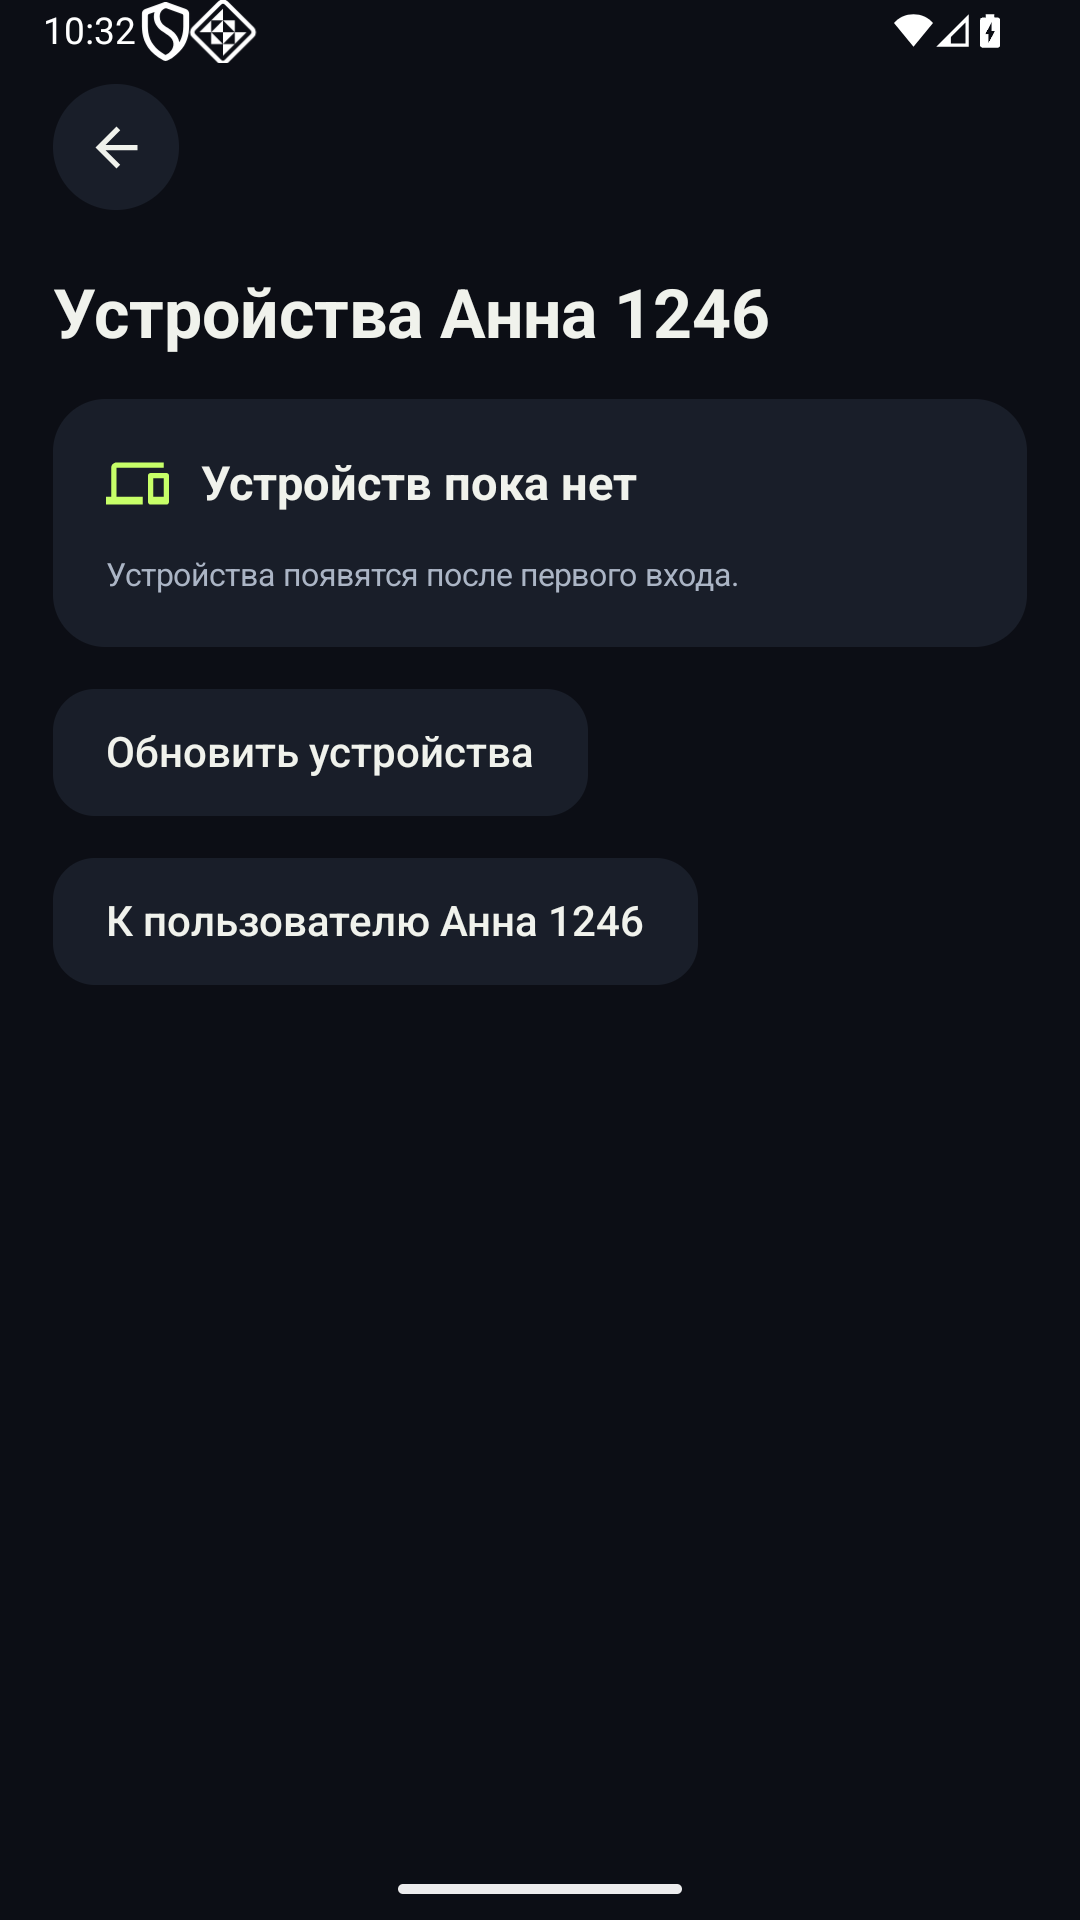 10:32
Устройства Анна 1246
Устройств пока нет
Устройства появятся после первого входа.
Обновить устройства
К пользователю Анна 1246